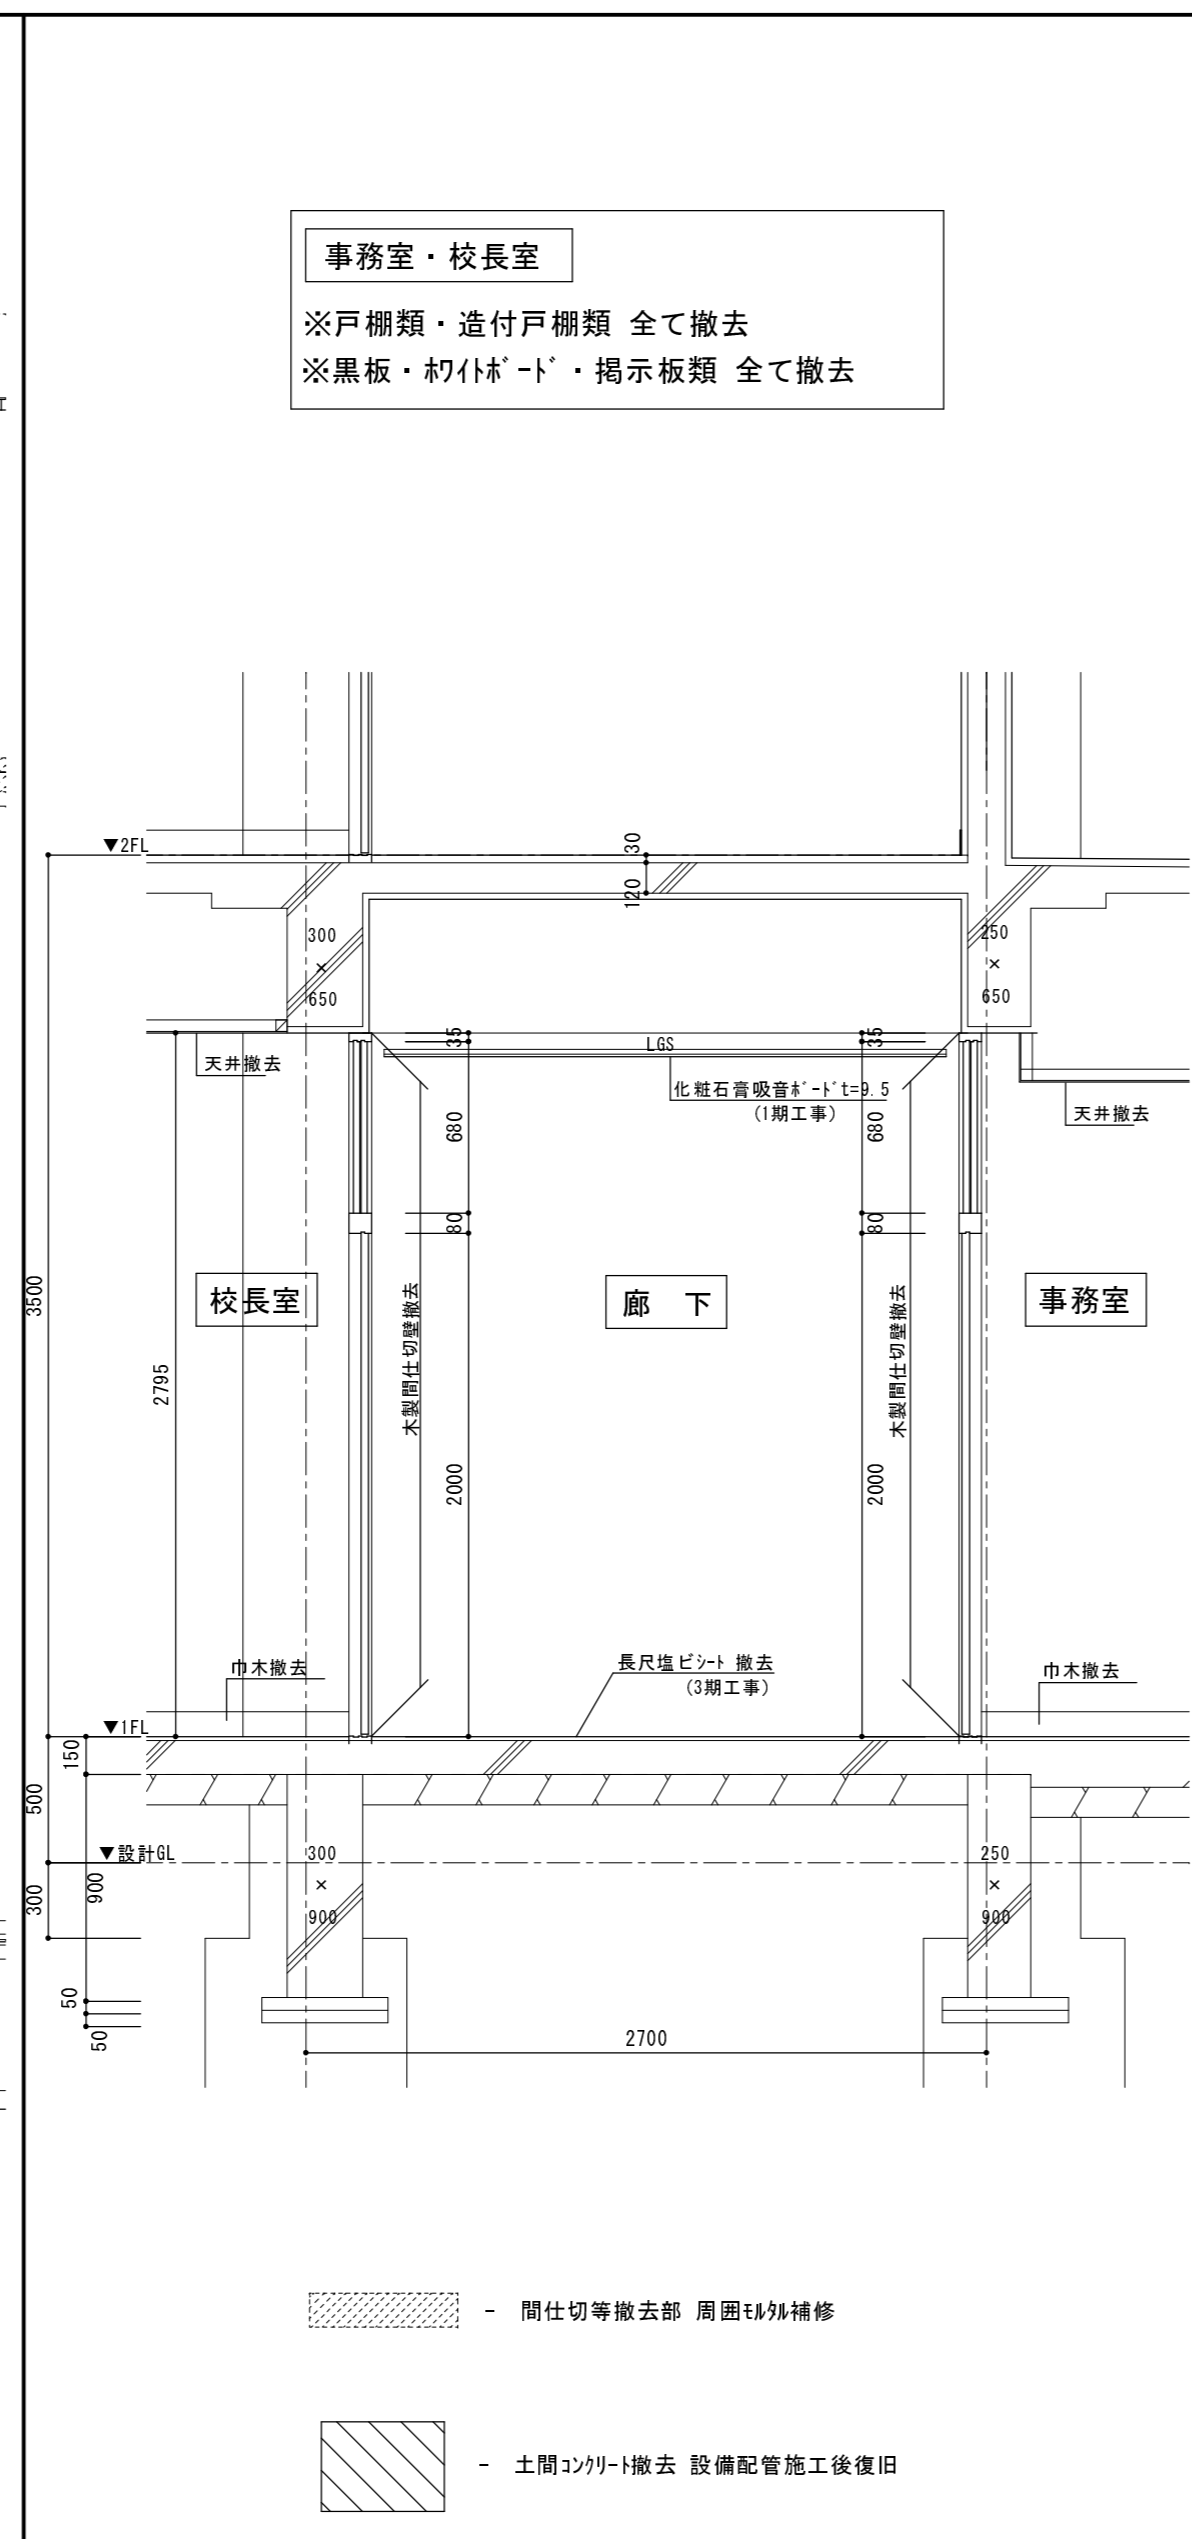 事務室・校長室
※戸棚類・造付戸棚類 全て撤去
※黒板・ﾎﾜｲﾄﾎﾞｰﾄﾞ・掲示板類 全て撤去
▼2FL
30
120
300
×
650
250
×
650
天井撤去
35
LGS
35
化粧石膏吸音ﾎﾞｰﾄﾞt=9.5
(1期工事)
天井撤去
680
680
80
80
3500
校長室
廊 下
事務室
木製間仕切壁撤去
木製間仕切壁撤去
2795
2000
2000
巾木撤去
長尺塩ビｼｰﾄ 撤去
(3期工事)
巾木撤去
▼1FL
150
500
▼設計GL
300
×
900
250
×
900
900
300
50
50
2700
- 間仕切等撤去部 周囲ﾓﾙﾀﾙ補修
- 土間ｺﾝｸﾘｰﾄ撤去 設備配管施工後復旧